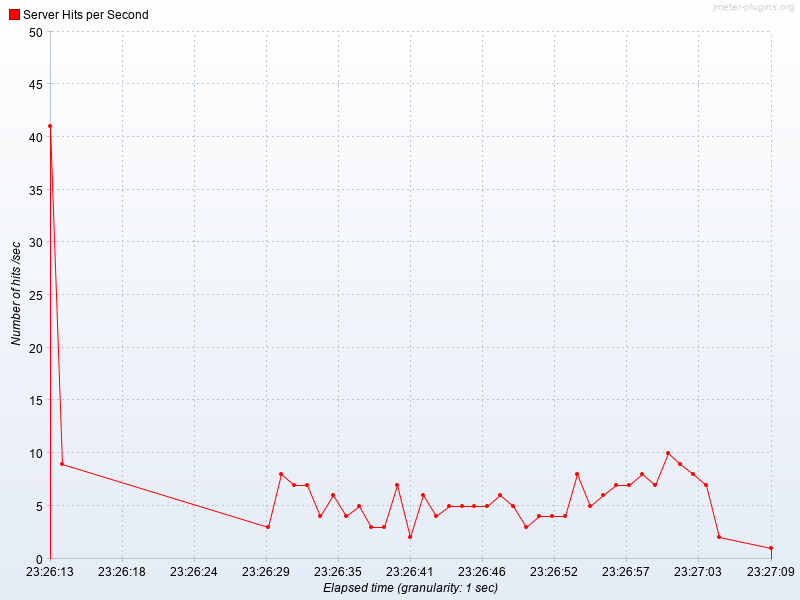 Server Hits per Second
jmeter-plugins.org
50
45
40
35
30
25
20
15
10
5
0
Number of hits /sec
23:26:13 23:26:18 23:26:24 23:26:29 23:26:35 23:26:41 23:26:46 23:26:52 23:26:57 23:27:03 23:27:09
Elapsed time (granularity: 1 sec)